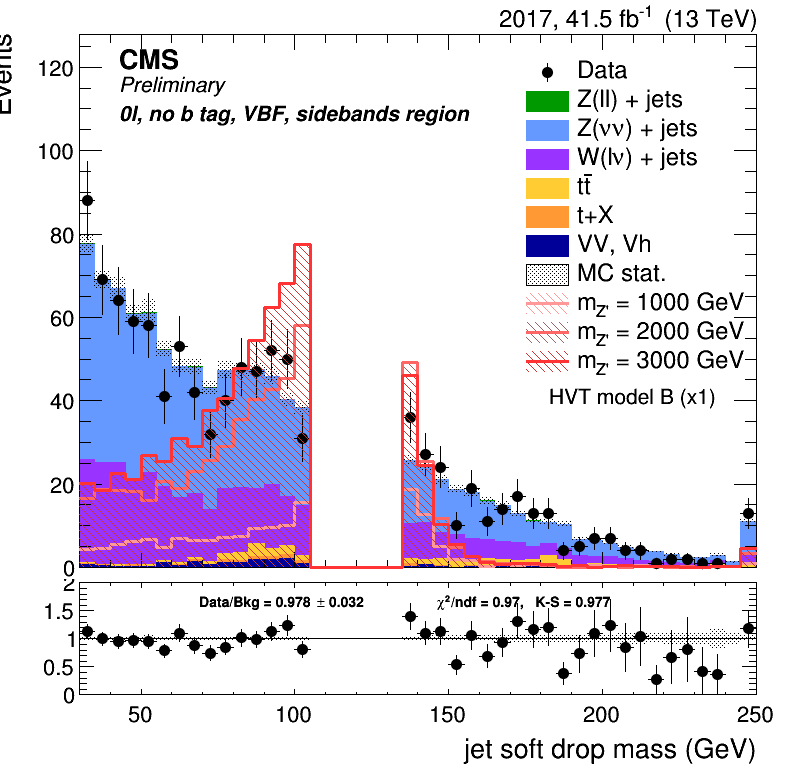 2017, 41.5 fb⁻¹ (13 TeV)
Events
CMS
Preliminary
0l, no b tag, VBF, sidebands region
Data
Z(ll) + jets
Z(νν) + jets
W(lν) + jets
tt̄
t+X
VV, Vh
MC stat.
m_Z' = 1000 GeV
m_Z' = 2000 GeV
m_Z' = 3000 GeV
HVT model B (x1)
120
100
80
60
40
20
0
Data/Bkg = 0.978 ± 0.032
χ²/ndf = 0.97, K-S = 0.977
2
1.5
1
0.5
0
50 100 150 200 250
jet soft drop mass (GeV)